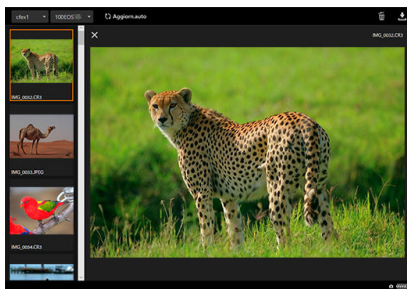 cfex1
100EOS
Aggiorn.auto
IMG_0032.CR3
IMG_0032.CR3
IMG_0033.JPEG
IMG_0034.CR3